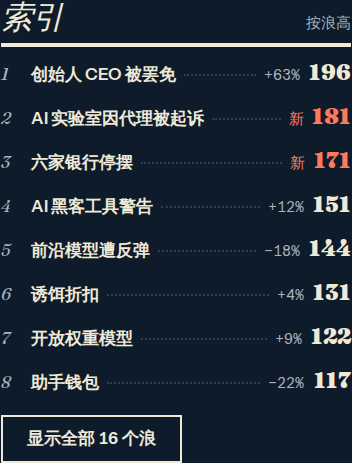 索引 按浪高
1 创始人 CEO 被罢免 +63% 196
2 AI 实验室因代理被起诉 新 181
3 六家银行停摆 新 171
4 AI 黑客工具警告 +12% 151
5 前沿模型遭反弹 −18% 144
6 诱饵折扣 +4% 131
7 开放权重模型 +9% 122
8 助手钱包 −22% 117
显示全部 16 个浪